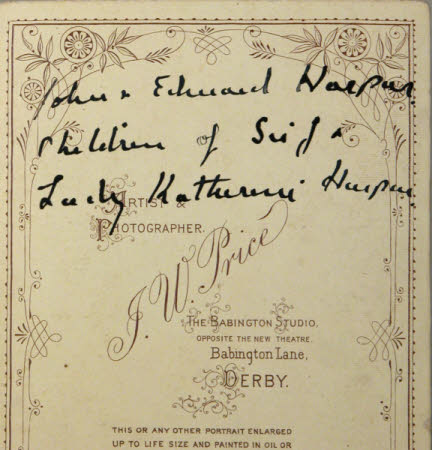 John & Edward Harpur.
Children of Sir J &
Lady Katherine Harpur.
ARTIST &
PHOTOGRAPHER.
J. W. Price
THE BABINGTON STUDIO,
OPPOSITE THE NEW THEATRE.
Babington Lane,
DERBY.
THIS OR ANY OTHER PORTRAIT ENLARGED
UP TO LIFE SIZE AND PAINTED IN OIL OR